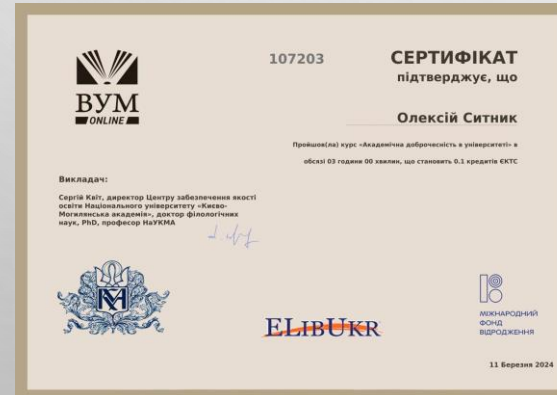 ВУМ
ONLINE
107203
СЕРТИФІКАТ
підтверджує, що
Олексій Ситник
Пройшов(ла) курс «Академічна доброчесність в університеті» в
обсязі 03 години 00 хвилин, що становить 0.1 кредитів ЄКТС
Викладач:
Сергій Квіт, директор Центру забезпечення якості
освіти Національного університету «Києво-
Могилянська академія», доктор філологічних
наук, PhD, професор НаУКМА
ELIBUKR
МІЖНАРОДНИЙ
ФОНД
ВІДРОДЖЕННЯ
11 Березня 2024